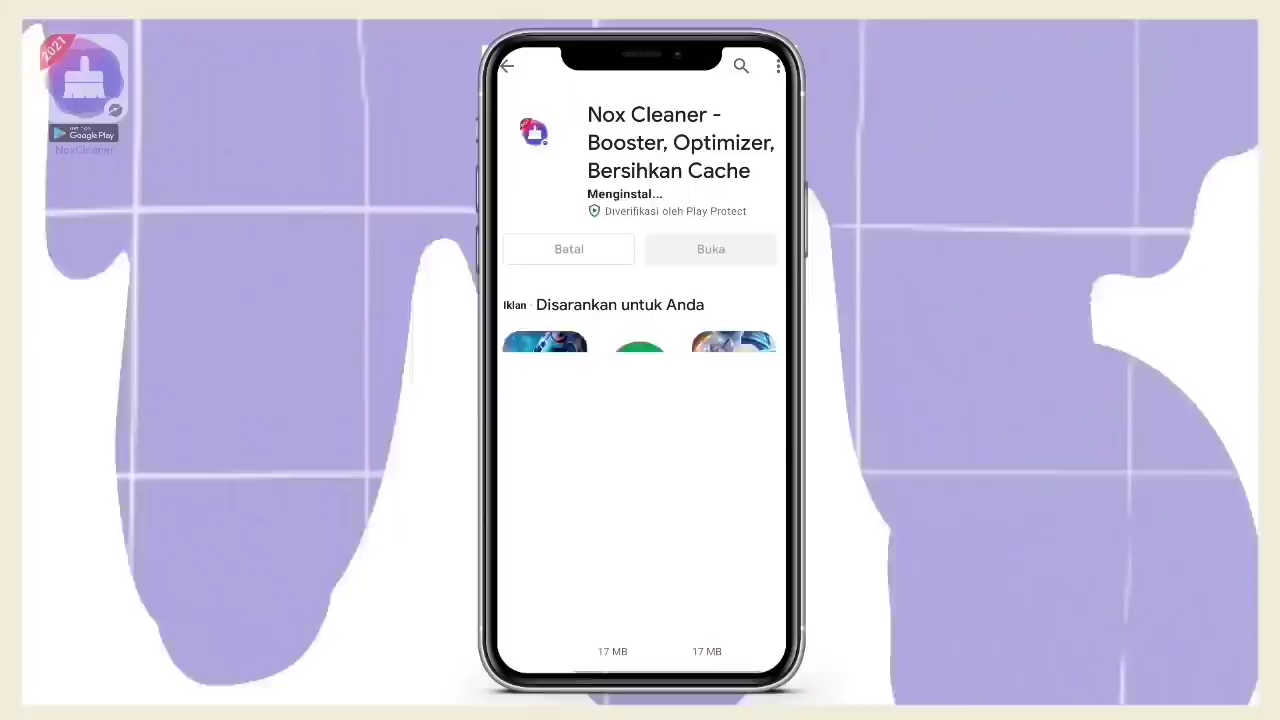 2021
Google Play
NoxCleaner
Nox Cleaner -
Booster, Optimizer,
Bersihkan Cache
Menginstal...
Diverifikasi oleh Play Protect
Batal
Buka
Iklan · Disarankan untuk Anda
17 MB
17 MB